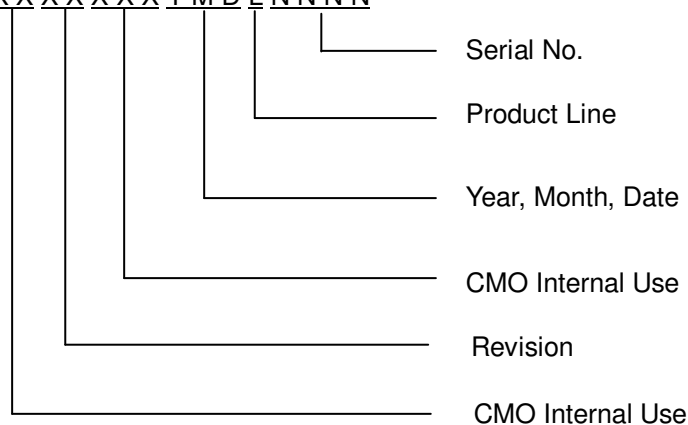 X X X X X X X Y M D L N N N N
Serial No.
Product Line
Year, Month, Date
CMO Internal Use
Revision
CMO Internal Use